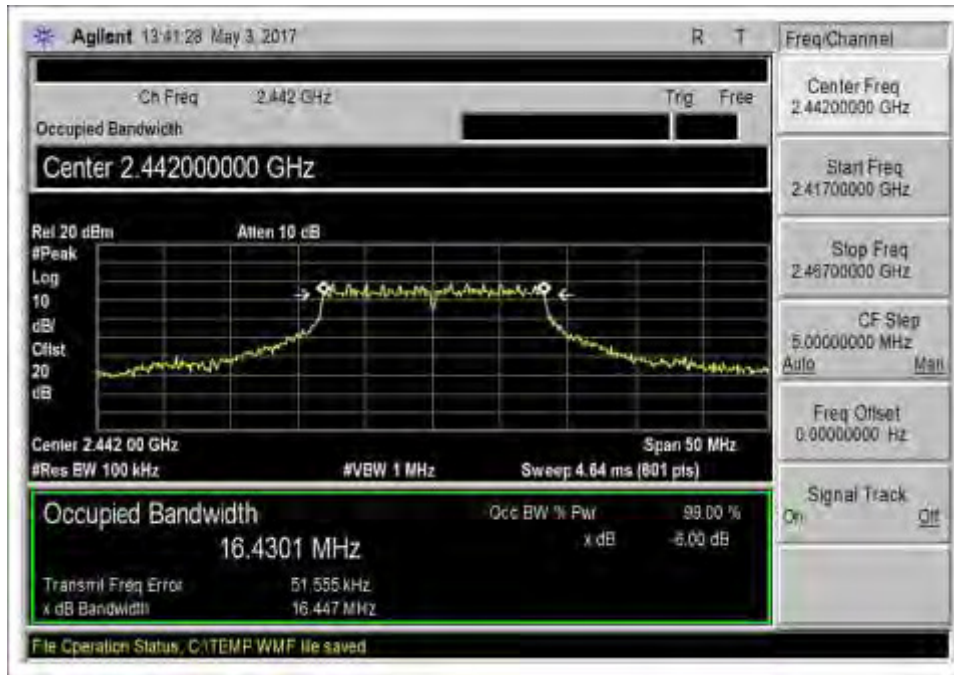 Agilent 13:41:28 May 3, 2017 R T
Ch Freq 2.442 GHz Trig Free
Occupied Bandwidth
Center 2.442000000 GHz
Ref 20 dBm Atten 10 dB
#Peak
Log
10
dB/
Offst
20
dB
Center 2.442 00 GHz Span 50 MHz
#Res BW 100 kHz #VBW 1 MHz Sweep 4.64 ms (601 pts)
Occupied Bandwidth Occ BW % Pwr 99.00 %
16.4301 MHz x dB -6.00 dB
Transmit Freq Error 51.555 kHz
x dB Bandwidth 16.447 MHz
File Operation Status, C:\TEMP.WMF file saved
Freq/Channel
Center Freq
2.44200000 GHz
Start Freq
2.41700000 GHz
Stop Freq
2.46700000 GHz
CF Step
5.00000000 MHz
Auto Man
Freq Offset
0.00000000 Hz
Signal Track
On Off